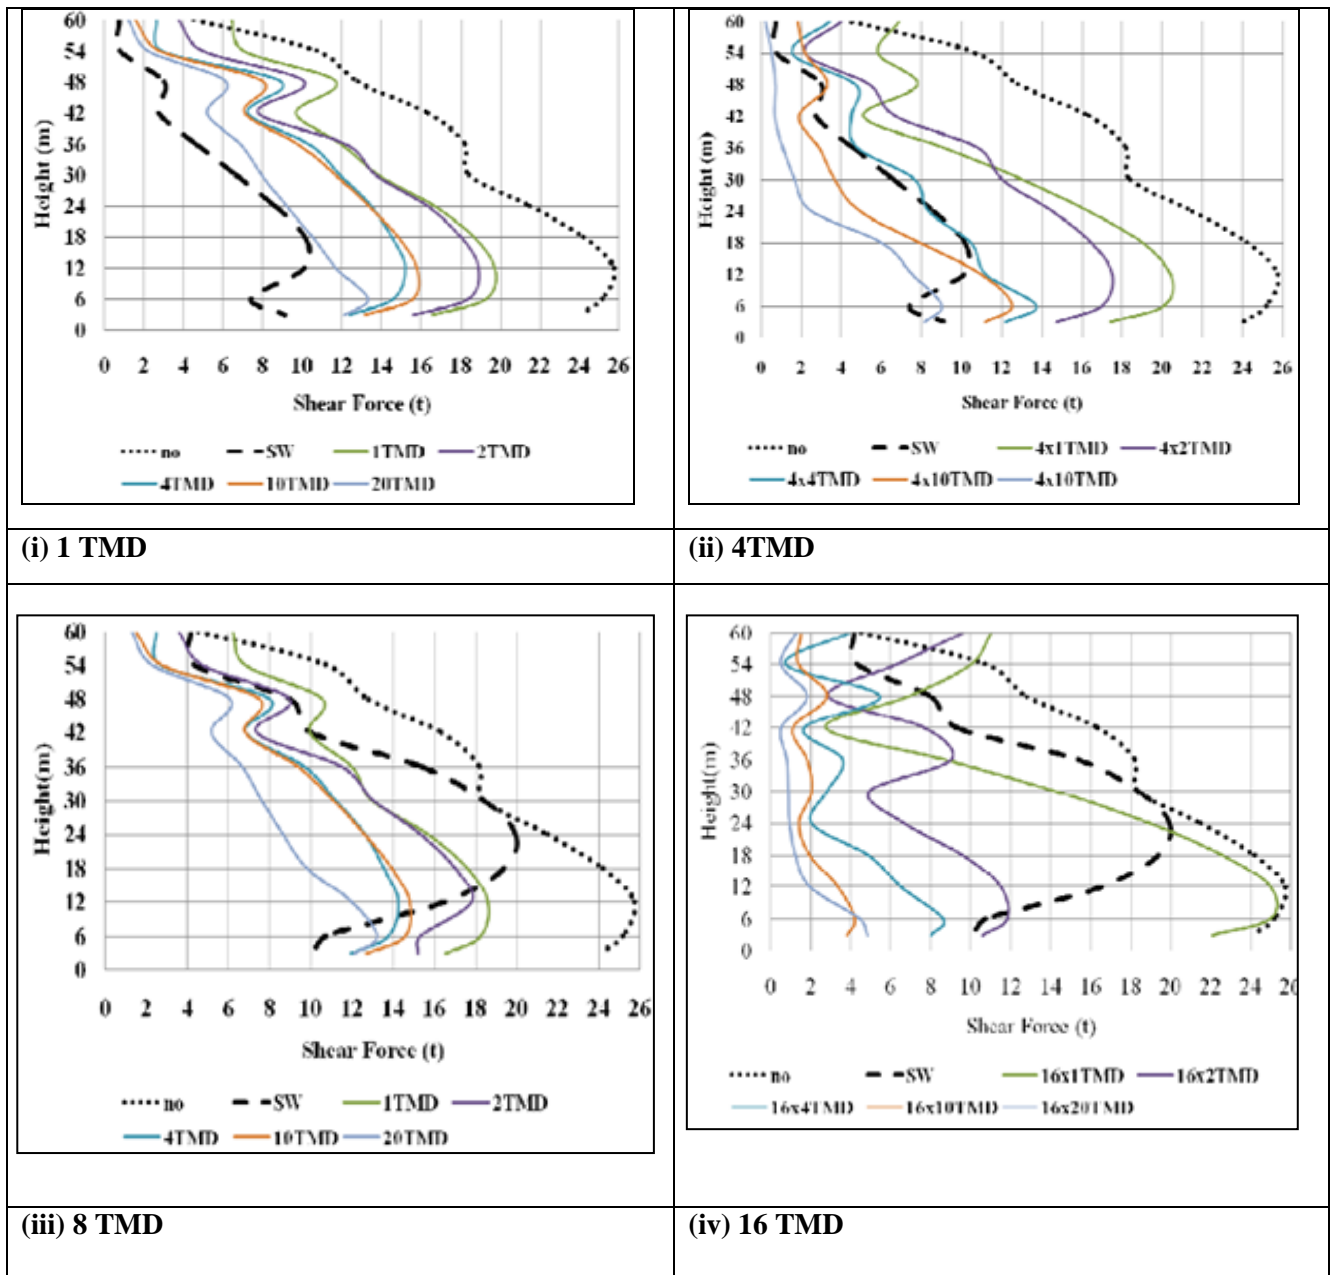 60
54
48
42
36
30
24
18
12
6
0
Height (m)
0 2 4 6 8 10 12 14 16 18 20 22 24 26
Shear Force (t)
no SW 1TMD 2TMD
4TMD 10TMD 20TMD
60
54
48
42
36
30
24
18
12
6
0
Height (m)
0 2 4 6 8 10 12 14 16 18 20 22 24 26
Shear Force (t)
no SW 4x1TMD 4x2TMD
4x4TMD 4x10TMD 4x10TMD
(i) 1 TMD
(ii) 4TMD
60
54
48
42
36
30
24
18
12
6
0
Height(m)
0 2 4 6 8 10 12 14 16 18 20 22 24 26
Shear Force (t)
no SW 1TMD 2TMD
4TMD 10TMD 20TMD
60
54
48
42
36
30
24
18
12
6
0
Height(m)
0 2 4 6 8 10 12 14 16 18 20 22 24 26
Shear Force (t)
no SW 16x1TMD 16x2TMD
16x4TMD 16x10TMD 16x20TMD
(iii) 8 TMD
(iv) 16 TMD